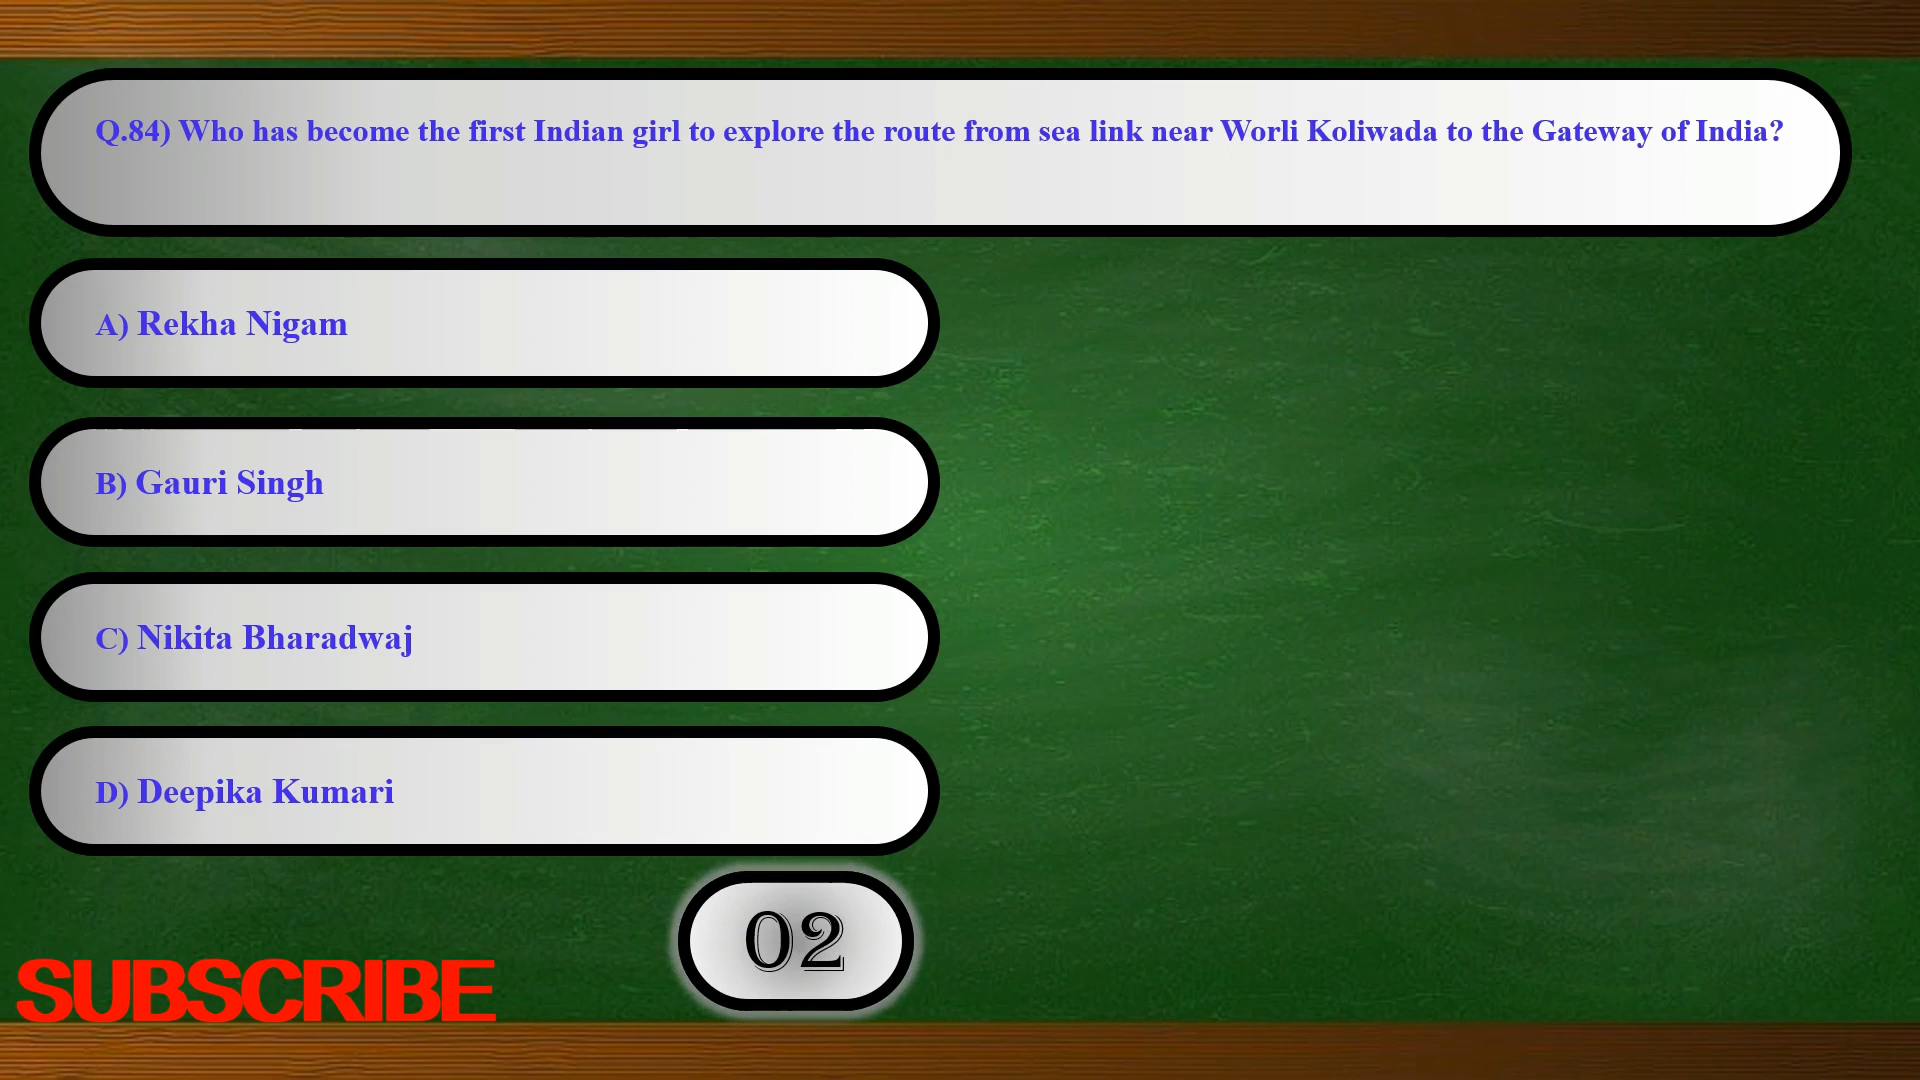 Q.84) Who has become the first Indian girl to explore the route from sea link near Worli Koliwada to the Gateway of India?
A) Rekha Nigam
B) Gauri Singh
C) Nikita Bharadwaj
D) Deepika Kumari
02
SUBSCRIBE